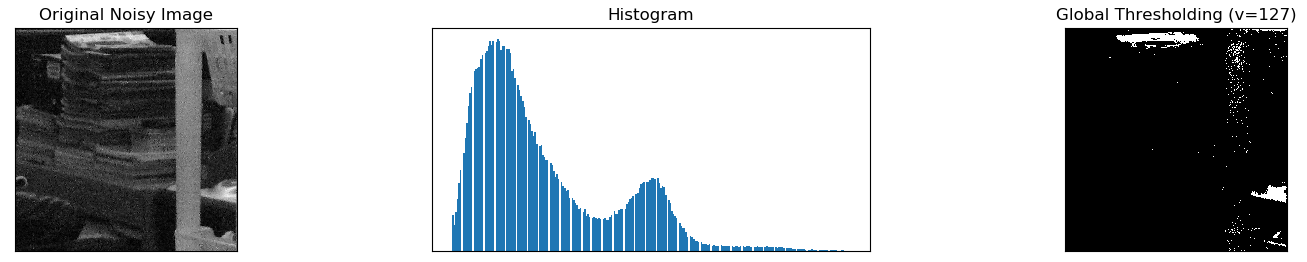 Original Noisy Image
Histogram
Global Thresholding (v=127)